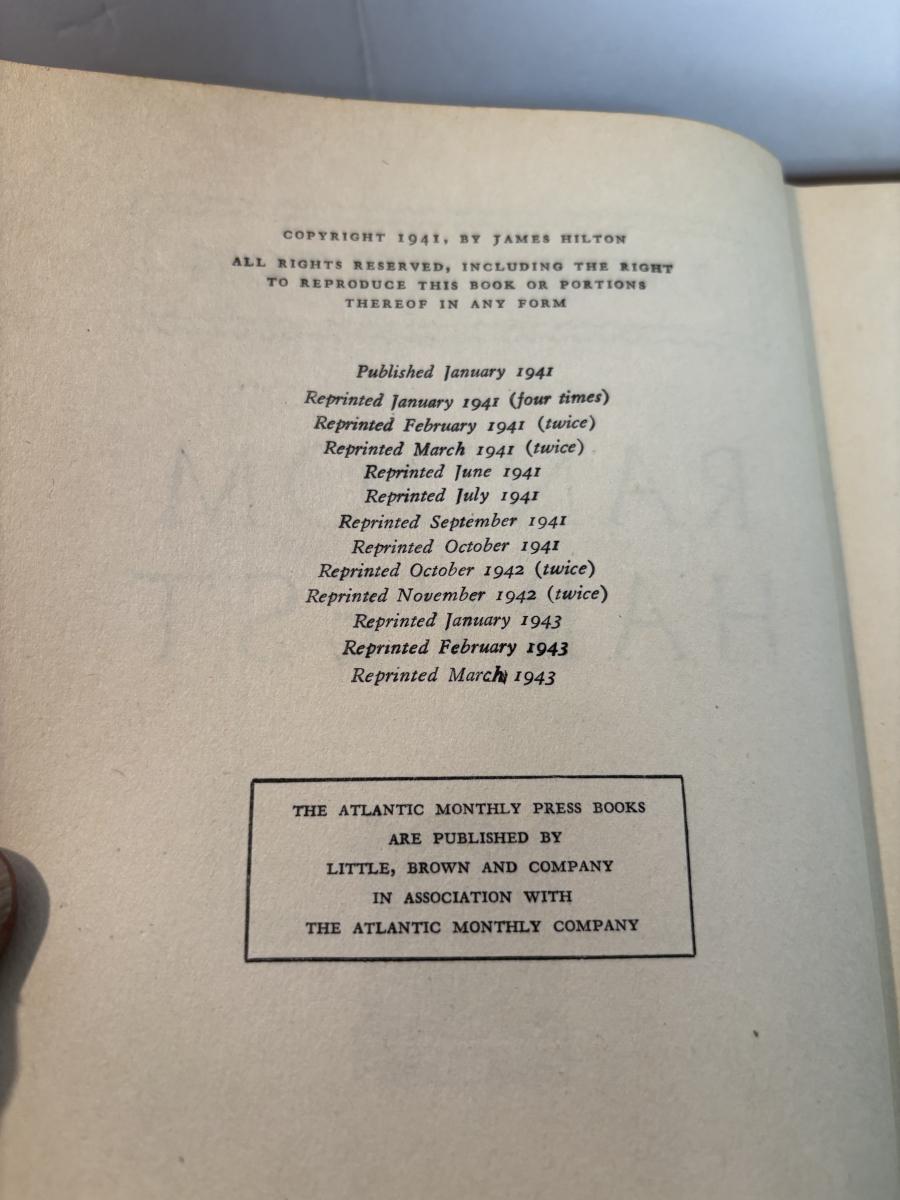 COPYRIGHT 1941, BY JAMES HILTON
ALL RIGHTS RESERVED, INCLUDING THE RIGHT
TO REPRODUCE THIS BOOK OR PORTIONS
THEREOF IN ANY FORM
Published January 1941
Reprinted January 1941 (four times)
Reprinted February 1941 (twice)
Reprinted March 1941 (twice)
Reprinted June 1941
Reprinted July 1941
Reprinted September 1941
Reprinted October 1941
Reprinted October 1942 (twice)
Reprinted November 1942 (twice)
Reprinted January 1943
Reprinted February 1943
Reprinted March 1943
THE ATLANTIC MONTHLY PRESS BOOKS
ARE PUBLISHED BY
LITTLE, BROWN AND COMPANY
IN ASSOCIATION WITH
THE ATLANTIC MONTHLY COMPANY